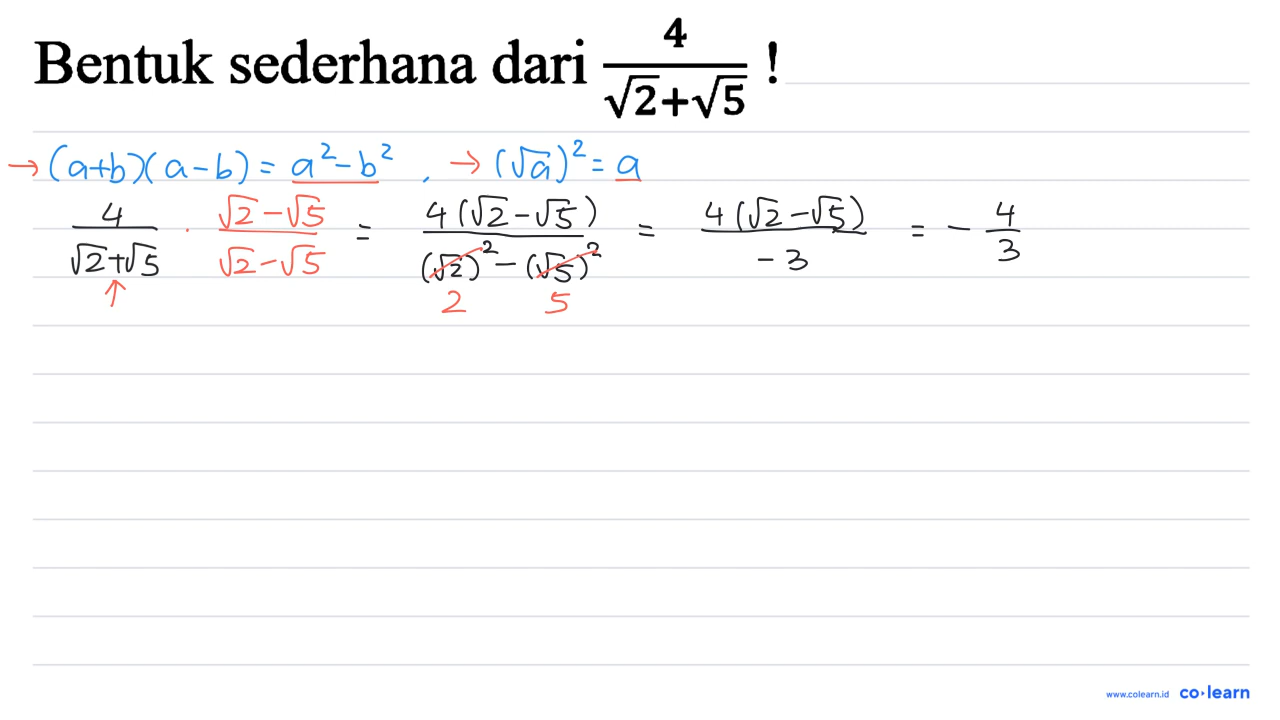 Bentuk sederhana dari 4/(√2+√5) !
→ (a+b)(a-b) = a²-b² , → (√a)² = a
4/(√2+√5) · (√2-√5)/(√2-√5) = 4(√2-√5)/((√2)²-(√5)²) = 4(√2-√5)/-3 = - 4/3
↑ 2 5
www.colearn.id co·learn